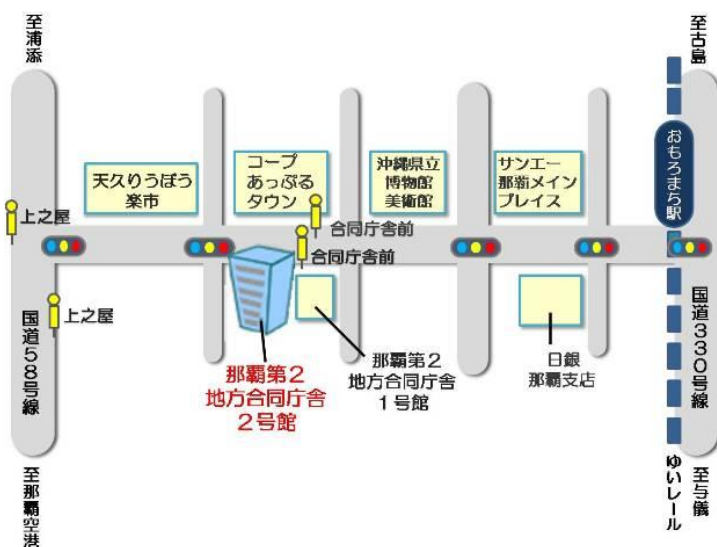 至浦添
至古島
天久りうぼう
楽市
コープ
あっぷる
タウン
沖縄県立
博物館
美術館
サンエー
那覇メイン
プレイス
おもろまち駅
上之屋
合同庁舎前
合同庁舎前
上之屋
国道58号線
国道330号線
那覇第2
地方合同庁舎
2号館
那覇第2
地方合同庁舎
1号館
日銀
那覇支店
至那覇空港
ゆいレール
至与儀